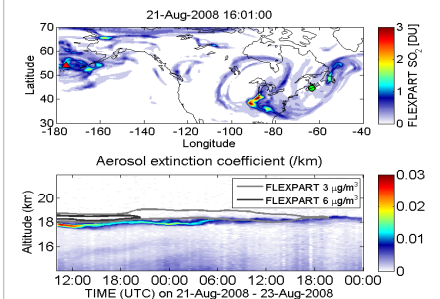 21-Aug-2008 16:01:00
70
60
50
40
30
Latitude
-180 -160 -140 -120 -100 -80 -60 -40
Longitude
3
2
1
0
FLEXPART SO2 [DU]
Aerosol extinction coefficient (/km)
FLEXPART 3 μg/m3
FLEXPART 6 μg/m3
20
18
16
Altitude (km)
12:00 18:00 00:00 06:00 12:00 18:00 00:00
TIME (UTC) on 21-Aug-2008 - 23-Aug-2008
0.03
0.02
0.01
0